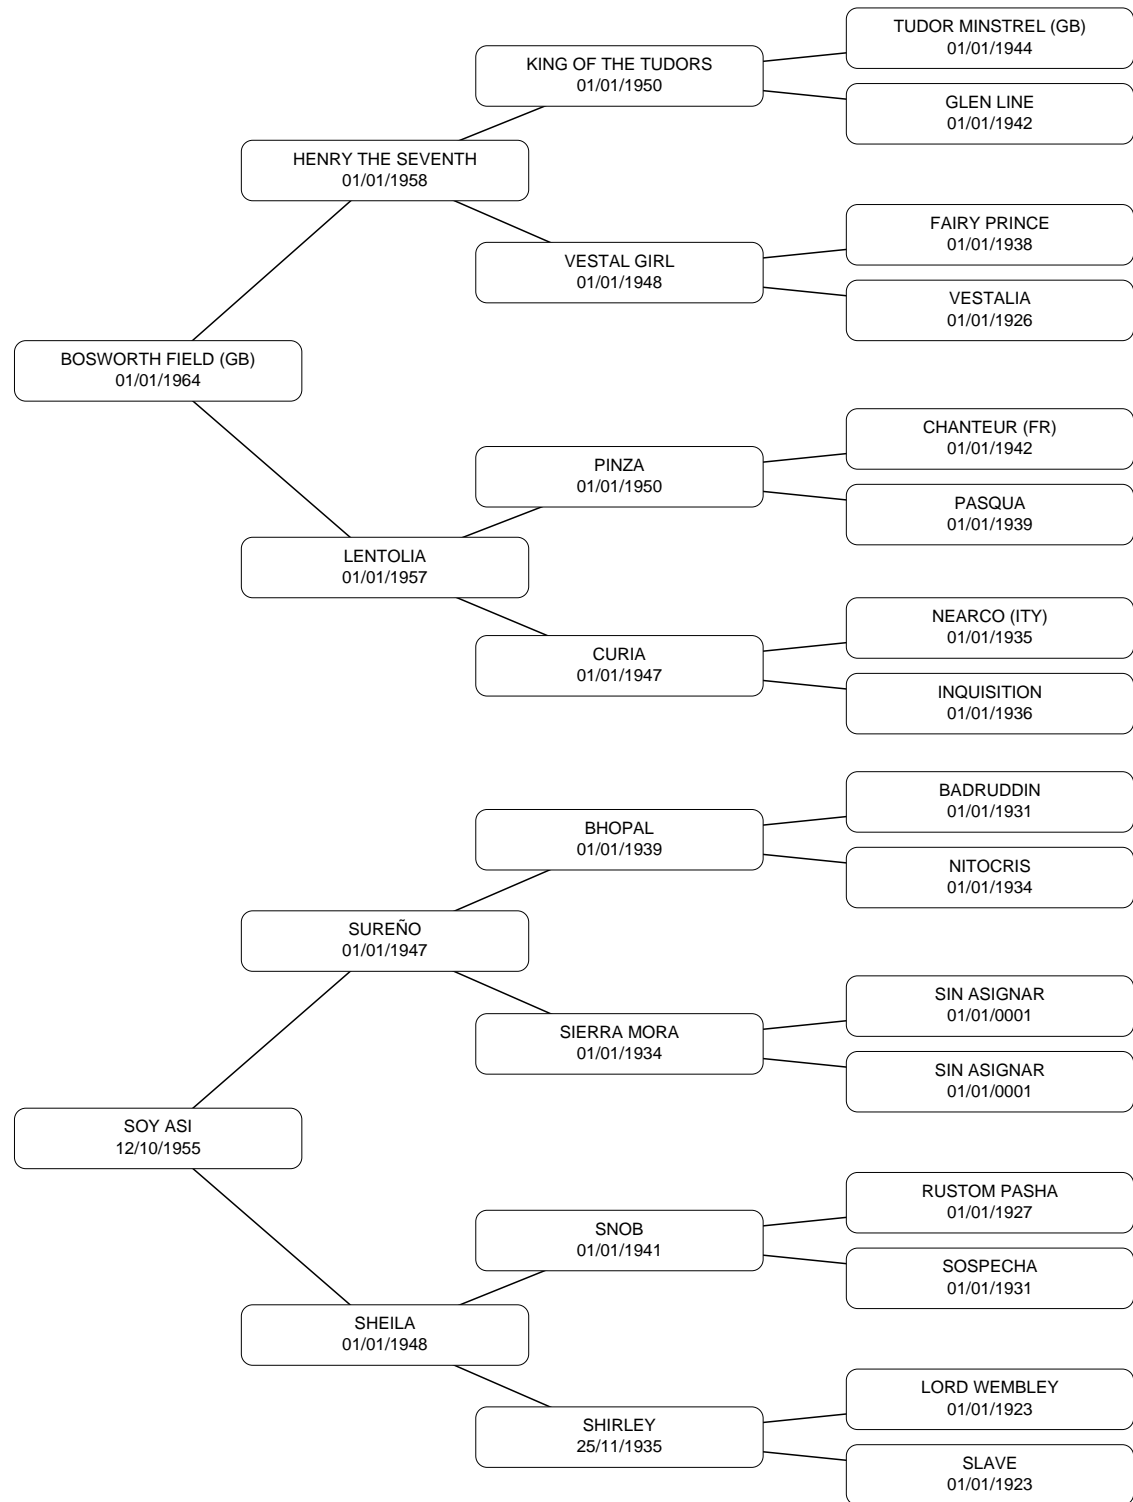 TUDOR MINSTREL (GB)
01/01/1944
KING OF THE TUDORS
01/01/1950
GLEN LINE
01/01/1942
HENRY THE SEVENTH
01/01/1958
FAIRY PRINCE
01/01/1938
VESTAL GIRL
01/01/1948
VESTALIA
01/01/1926
BOSWORTH FIELD (GB)
01/01/1964
CHANTEUR (FR)
01/01/1942
PINZA
01/01/1950
PASQUA
01/01/1939
LENTOLIA
01/01/1957
NEARCO (ITY)
01/01/1935
CURIA
01/01/1947
INQUISITION
01/01/1936
BADRUDDIN
01/01/1931
BHOPAL
01/01/1939
NITOCRIS
01/01/1934
SUREÑO
01/01/1947
SIN ASIGNAR
01/01/0001
SIERRA MORA
01/01/1934
SIN ASIGNAR
01/01/0001
SOY ASI
12/10/1955
RUSTOM PASHA
01/01/1927
SNOB
01/01/1941
SOSPECHA
01/01/1931
SHEILA
01/01/1948
LORD WEMBLEY
01/01/1923
SHIRLEY
25/11/1935
SLAVE
01/01/1923